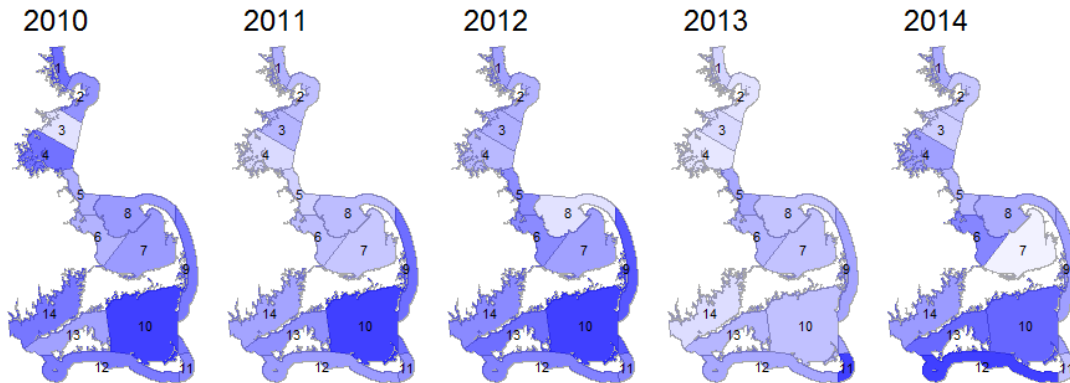 2010 2011 2012 2013 2014
1 1 1 1 1
2 2 2 2 2
3 3 3 3 3
4 4 4 4 4
5 5 5 5 5
8 8 8 8 8
6 6 6 6 6
7 7 7 7 7
9 9 9 9 9
14 14 14 14 14
10 10 10 10 10
13 13 13 13 13
12 12 12 12 12
11 11 11 11 11